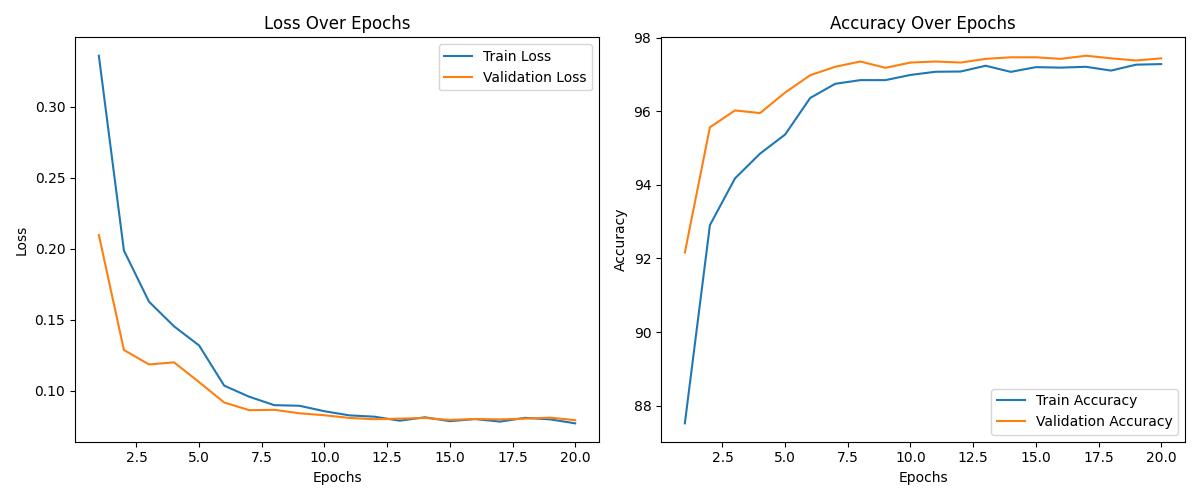 Loss Over Epochs
Train Loss
Validation Loss
0.30
0.25
0.20
0.15
0.10
Loss
2.5 5.0 7.5 10.0 12.5 15.0 17.5 20.0
Epochs
Accuracy Over Epochs
98
96
94
92
90
88
Accuracy
Train Accuracy
Validation Accuracy
2.5 5.0 7.5 10.0 12.5 15.0 17.5 20.0
Epochs